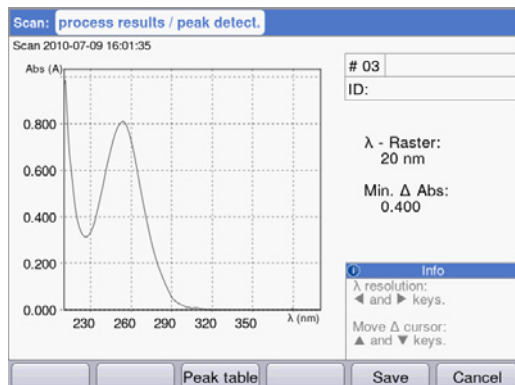 Scan: process results / peak detect.
Scan 2010-07-09 16:01:35
Abs (A)
0.800
0.600
0.400
0.200
0.000
230 260 290 320 350 λ (nm)
# 03
ID:
λ - Raster:
20 nm
Min. Δ Abs:
0.400
i Info
λ resolution:
◀ and ▶ keys.
Move Δ cursor:
▲ and ▼ keys.
Peak table Save Cancel